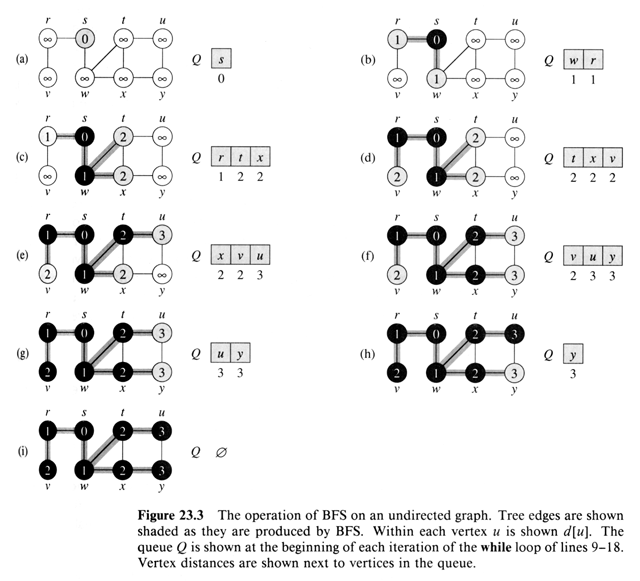 r s t u
∞ 0 ∞ ∞
(a) Q s
0
∞ ∞ ∞ ∞
v w x y
r s t u
1 0 ∞ ∞
(b) Q w r
1 1
∞ 1 ∞ ∞
v w x y
r s t u
1 0 2 ∞
(c) Q r t x
1 2 2
∞ 1 2 ∞
v w x y
r s t u
1 0 2 ∞
(d) Q t x v
2 2 2
2 1 2 ∞
v w x y
r s t u
1 0 2 3
(e) Q x v u
2 2 3
2 1 2 ∞
v w x y
r s t u
1 0 2 3
(f) Q v u y
2 3 3
2 1 2 3
v w x y
r s t u
1 0 2 3
(g) Q u y
3 3
2 1 2 3
v w x y
r s t u
1 0 2 3
(h) Q y
3
2 1 2 3
v w x y
r s t u
1 0 2 3
(i) Q ∅
2 1 2 3
v w x y
Figure 23.3 The operation of BFS on an undirected graph. Tree edges are shown
shaded as they are produced by BFS. Within each vertex u is shown d[u]. The
queue Q is shown at the beginning of each iteration of the while loop of lines 9–18.
Vertex distances are shown next to vertices in the queue.